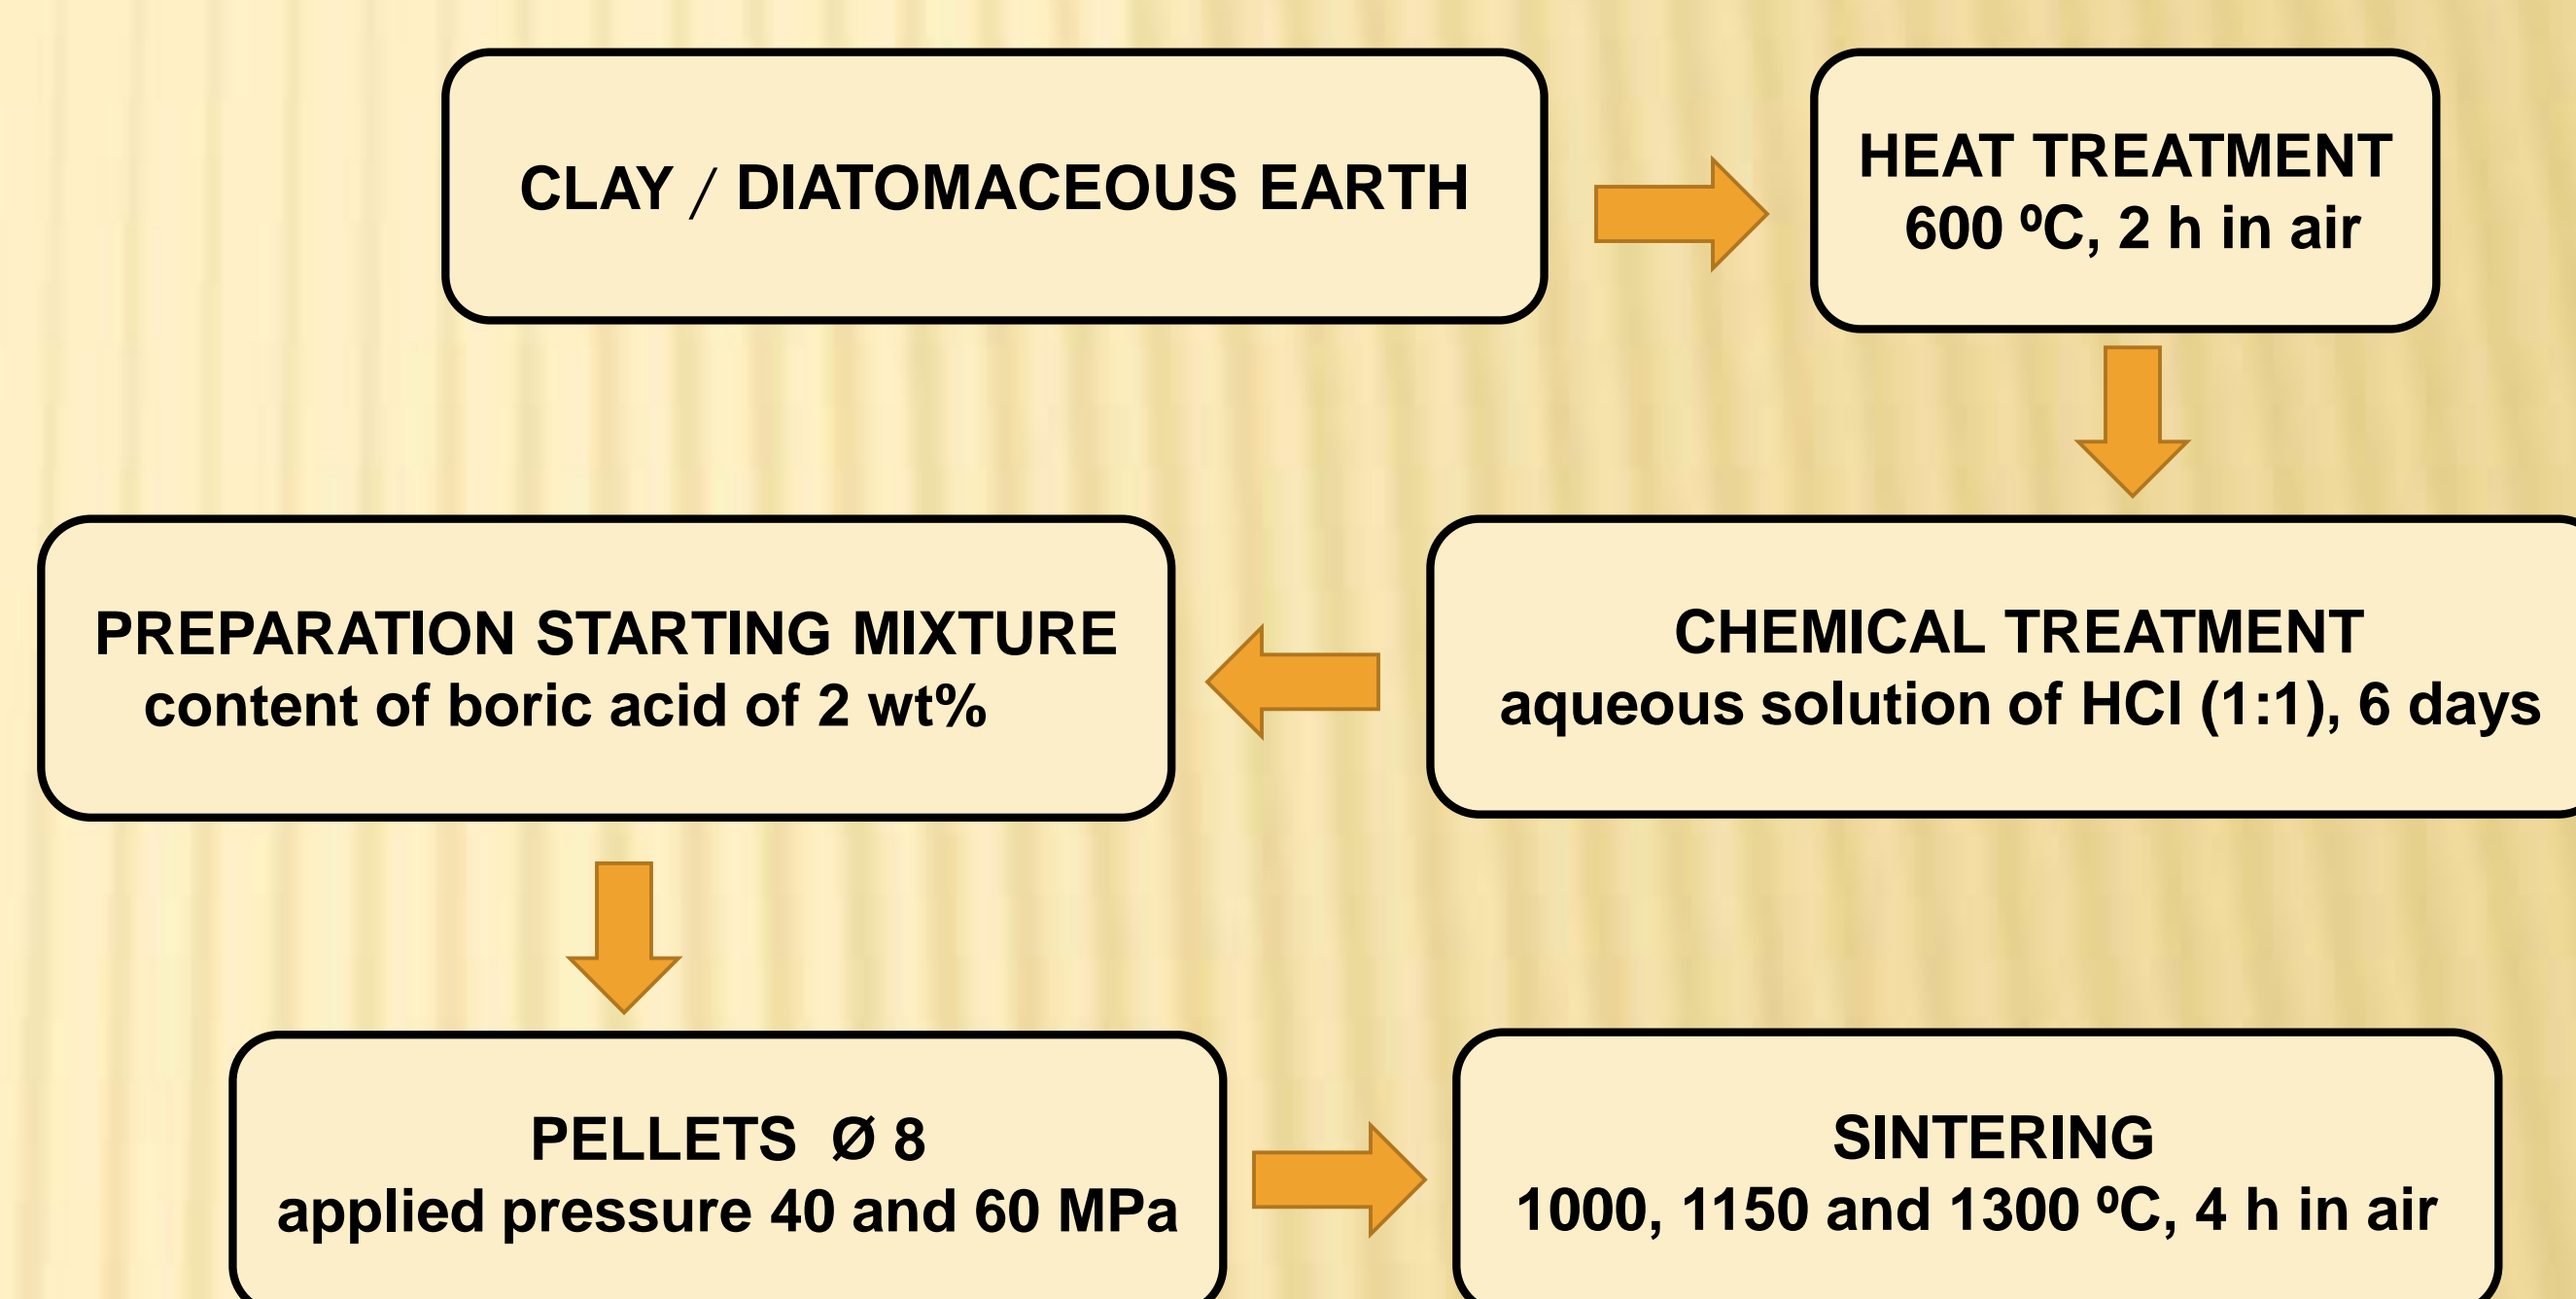 CLAY / DIATOMACEOUS EARTH
HEAT TREATMENT
600 ⁰C, 2 h in air
CHEMICAL TREATMENT
aqueous solution of HCl (1:1), 6 days
PREPARATION STARTING MIXTURE
content of boric acid of 2 wt%
PELLETS Ø 8
applied pressure 40 and 60 MPa
SINTERING
1000, 1150 and 1300 ⁰C, 4 h in air